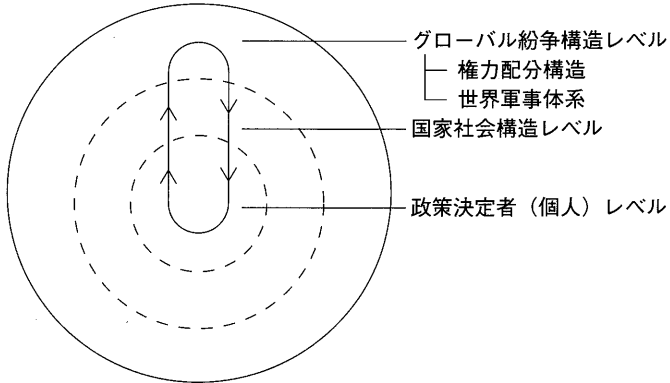 グローバル紛争構造レベル
権力配分構造
世界軍事体系
国家社会構造レベル
政策決定者（個人）レベル